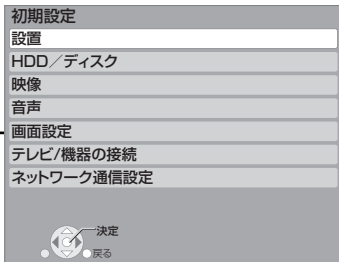 初期設定
設置
HDD／ディスク
映像
音声
画面設定
テレビ/機器の接続
ネットワーク通信設定
決定
戻る